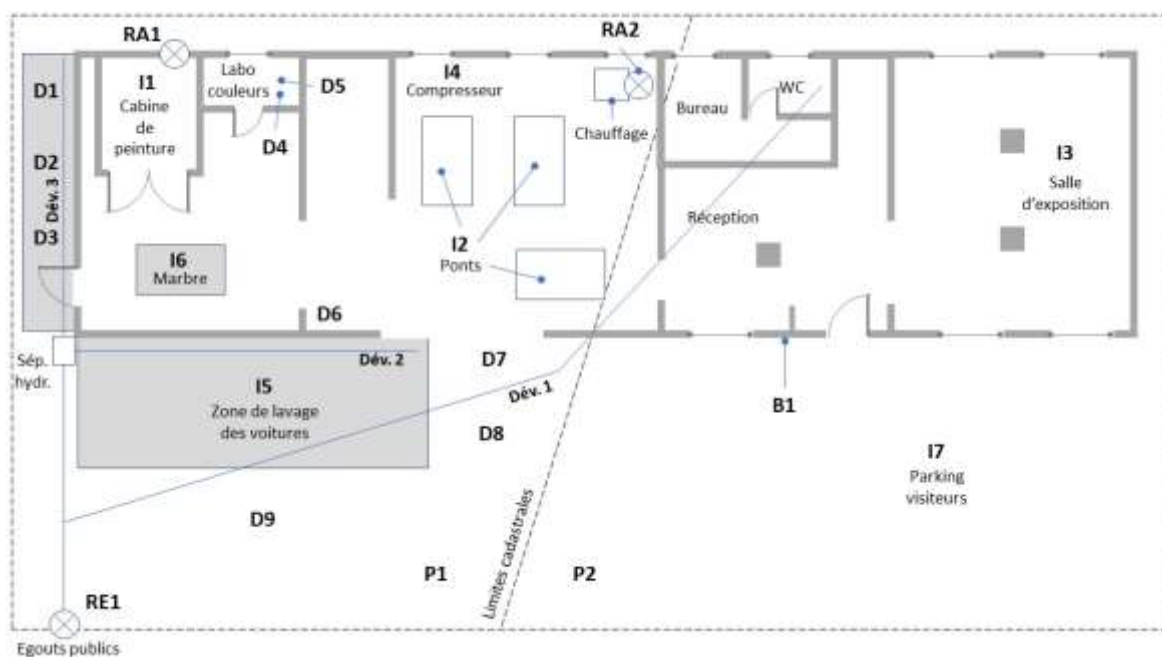 RA1
RA2
D1
I1
Cabine
de
peinture
Labo
couleurs
D5
D4
I4
Compresseur
Chauffage
Bureau
WC
I3
Salle
d'exposition
D2
Dév. 3
D3
I6
Marbre
I2
Ponts
Réception
D6
Sép.
hydr.
Dév. 2
D7
I5
Zone de lavage
des voitures
Dév. 1
D8
B1
I7
Parking
visiteurs
D9
Limites cadastrales
P1
P2
RE1
Egouts publics